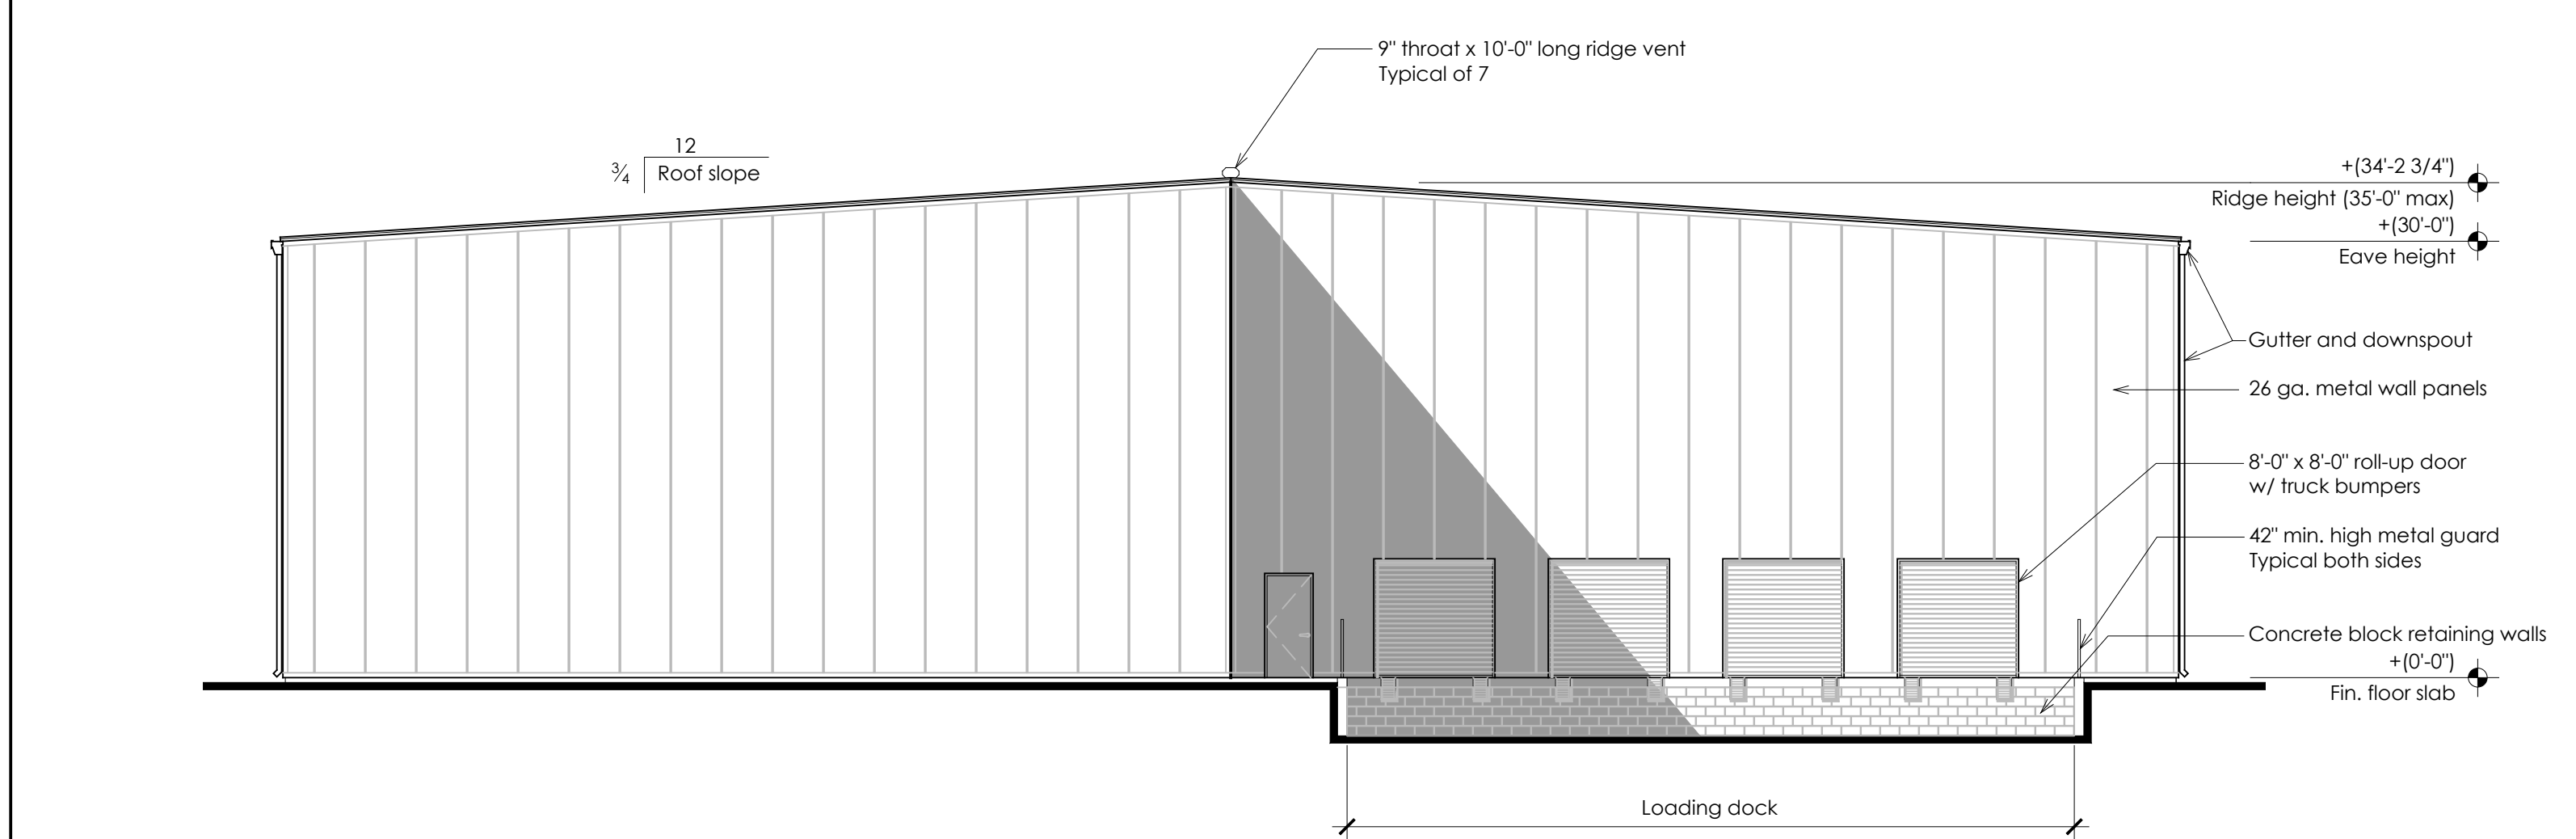 9" throat x 10'-0" long ridge vent
Typical of 7
12
3/4
Roof slope
+(34'-2 3/4")
Ridge height (35'-0" max)
+(30'-0")
Eave height
Gutter and downspout
26 ga. metal wall panels
8'-0" x 8'-0" roll-up door
w/ truck bumpers
42" min. high metal guard
Typical both sides
Concrete block retaining walls
+(0'-0")
Fin. floor slab
Loading dock